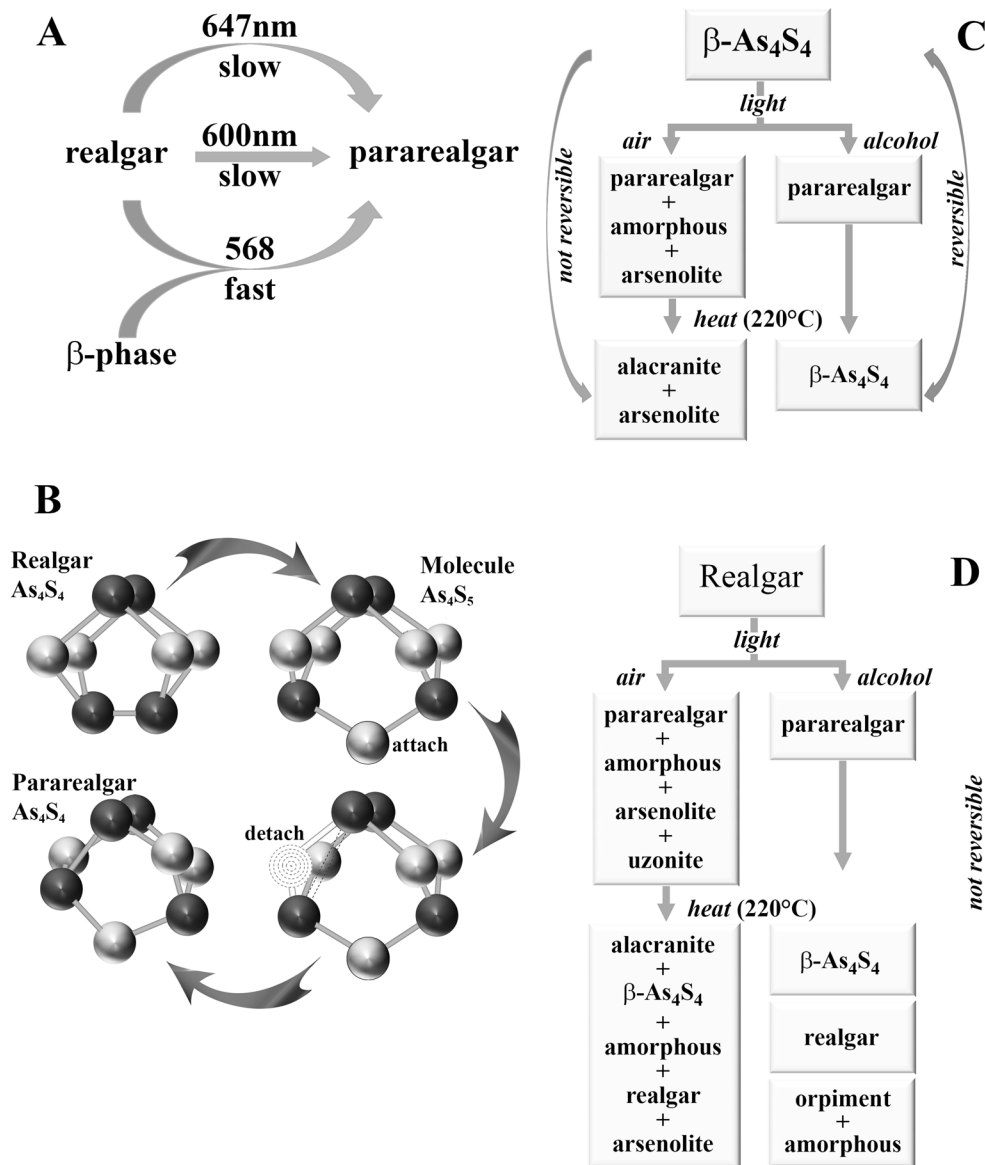 A
647nm
slow
realgar
600nm
slow
pararealgar
568
fast
β-phase
C
β-As₄S₄
light
air
alcohol
pararealgar
+
amorphous
+
arsenolite
pararealgar
not reversible
reversible
heat (220°C)
alacranite
+
arsenolite
β-As₄S₄
B
Realgar
As₄S₄
Molecule
As₄S₅
attach
Pararealgar
As₄S₄
detach
D
Realgar
light
air
alcohol
pararealgar
+
amorphous
+
arsenolite
+
uzonite
pararealgar
not reversible
heat (220°C)
alacranite
+
β-As₄S₄
+
amorphous
+
realgar
+
arsenolite
β-As₄S₄
realgar
orpiment
+
amorphous